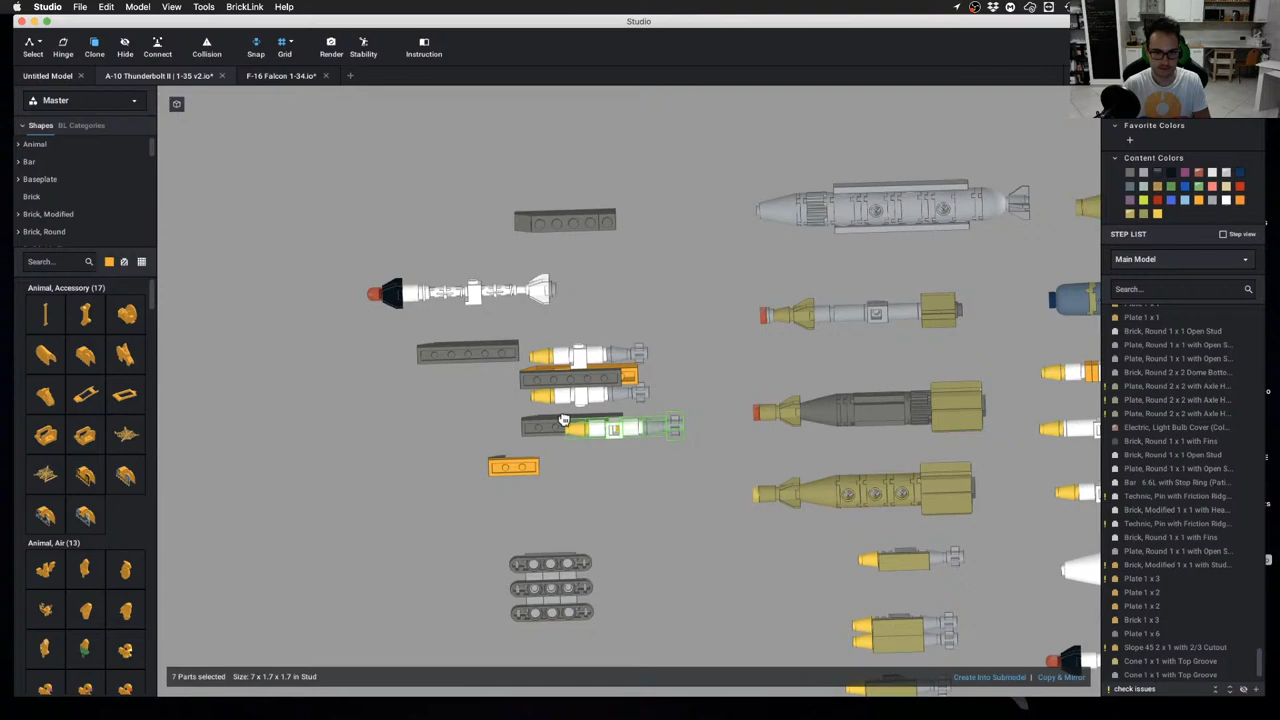 Studio File Edit Model View Tools BrickLink Window Help
Studio
Select Hinge Clone Hide Connect Collision Snap Grid Render Stability Instruction
Untitled Model A-10 Thunderbolt II | 1-35 v2.io* F-16 Falcon 1-34.io*
Master
Shapes BL Categories
Animal
Bar
Baseplate
Brick
Brick, Modified
Brick, Round
Search...
Animal, Accessory (17)
Animal, Air (13)
7 Parts selected Size: 7 x 1.7 x 1.7 in Stud
Create Into Submodel | Copy & Mirror
Favorite Colors
Content Colors
STEP LIST Step view
Main Model
Search...
Plate 1 x 1
Brick, Round 1 x 1 Open Stud
Plate, Round 1 x 1 with Open S...
Plate, Round 1 x 1 with Open S...
Brick, Round 2 x 2 Dome Botto...
Plate, Round 2 x 2 with Axle H...
Plate, Round 2 x 2 with Axle H...
Plate, Round 2 x 2 with Axle H...
Electric, Light Bulb Cover (Col...
Brick, Round 1 x 1 with Fins
Brick, Round 1 x 1 Open Stud
Plate, Round 1 x 1 with Open S...
Bar 6.6L with Stop Ring (Pati...
Technic, Pin with Friction Ridg...
Brick, Modified 1 x 1 with Hea...
Technic, Pin with Friction Ridg...
Brick, Round 1 x 1 with Fins
Plate, Round 1 x 1 with Open S...
Brick, Modified 1 x 1 with Stud...
Plate 1 x 3
Plate 1 x 2
Plate 1 x 2
Brick 1 x 3
Plate 1 x 6
Slope 45 2 x 1 with 2/3 Cutout
Cone 1 x 1 with Top Groove
Cone 1 x 1 with Top Groove
check issues